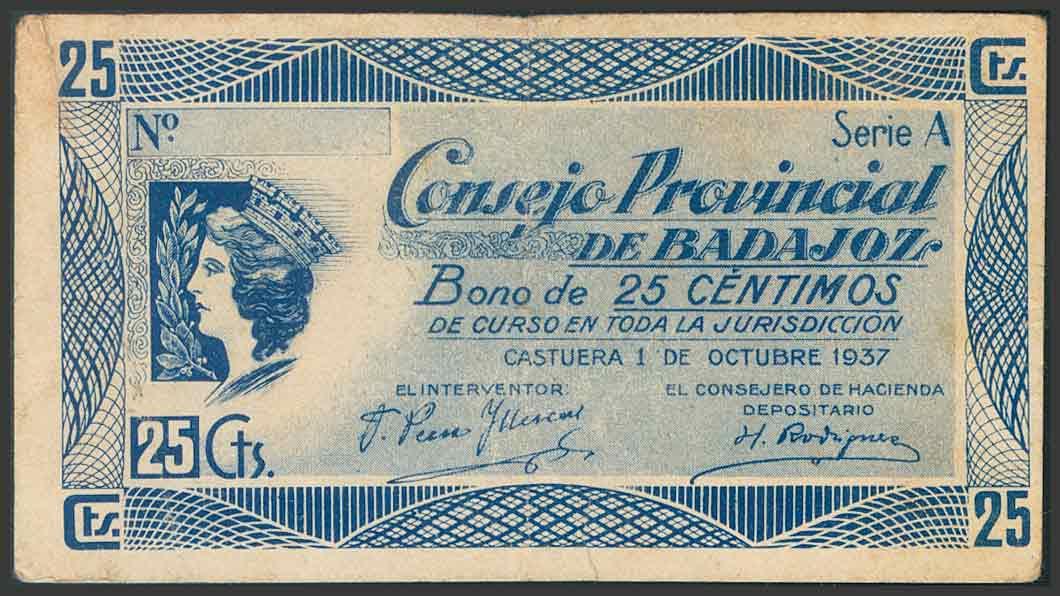 25 Cts.
Nº
Serie A
Consejo Provincial
DE BADAJOZ
Bono de 25 CÉNTIMOS
DE CURSO EN TODA LA JURISDICCIÓN
CASTUERA 1 DE OCTUBRE 1937
EL INTERVENTOR:
EL CONSEJERO DE HACIENDA
DEPOSITARIO
H. Rodríguez
25 Cts.
Cts. 25